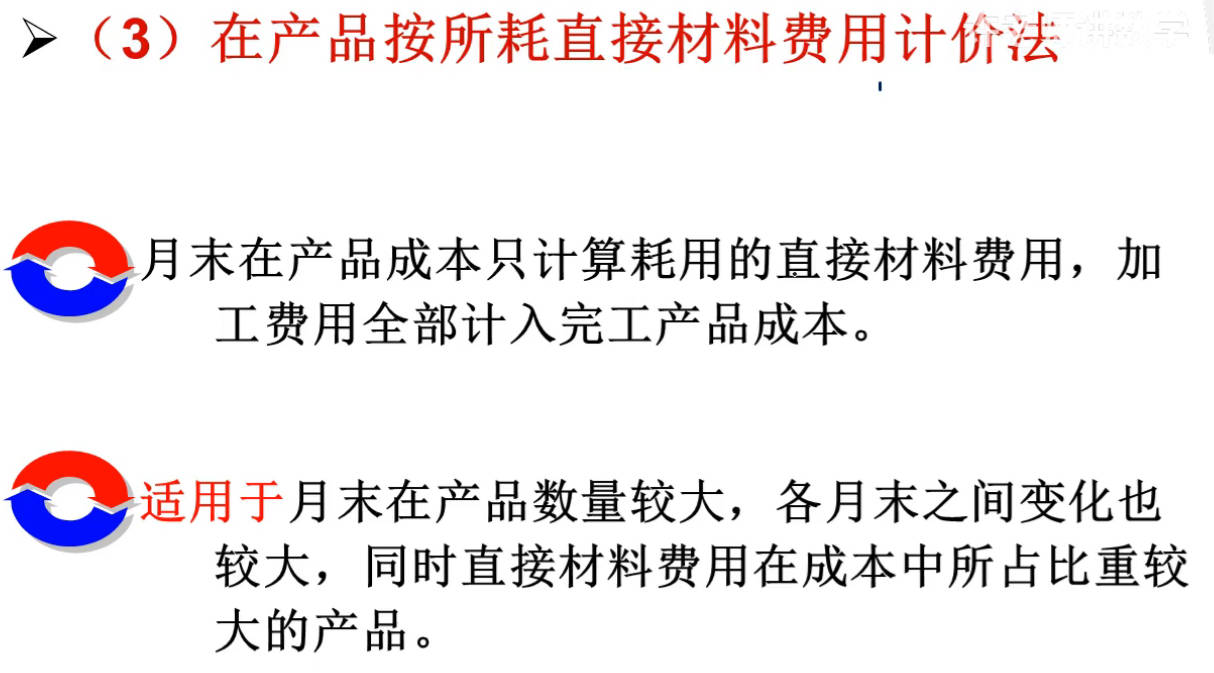 （3）在产品按所耗直接材料费用计价法
月末在产品成本只计算耗用的直接材料费用，加
工费用全部计入完工产品成本。
适用于月末在产品数量较大，各月末之间变化也
较大，同时直接材料费用在成本中所占比重较
大的产品。